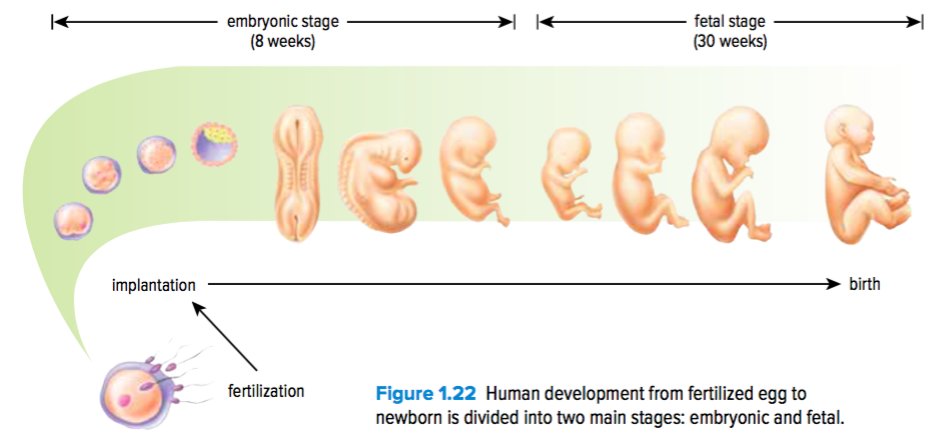 embryonic stage
(8 weeks)
fetal stage
(30 weeks)
implantation
birth
fertilization
Figure 1.22 Human development from fertilized egg to
newborn is divided into two main stages: embryonic and fetal.